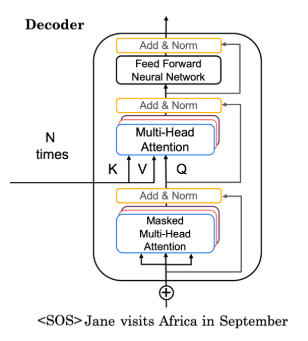 Decoder
Add & Norm
Feed Forward
Neural Network
Add & Norm
N
times
Multi-Head
Attention
K V Q
Add & Norm
Masked
Multi-Head
Attention
<SOS> Jane visits Africa in September